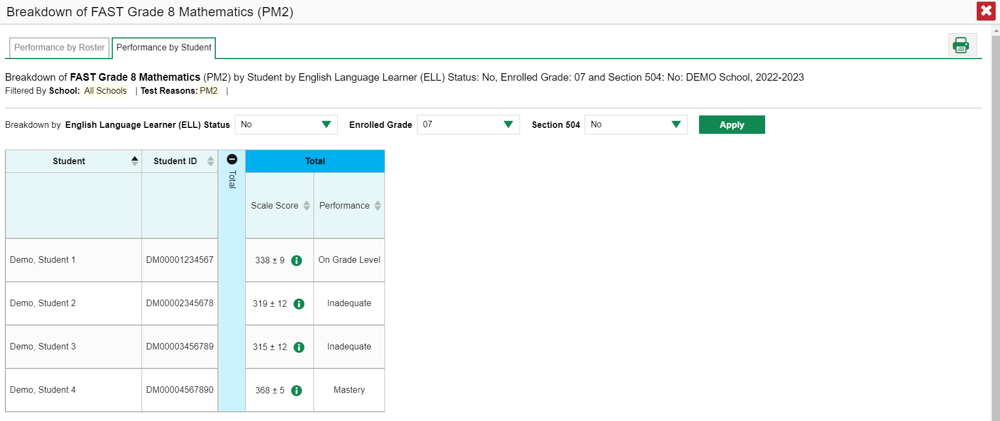 Breakdown of FAST Grade 8 Mathematics (PM2)
Performance by Roster Performance by Student
Breakdown of FAST Grade 8 Mathematics (PM2) by Student by English Language Learner (ELL) Status: No, Enrolled Grade: 07 and Section 504: No: DEMO School, 2022-2023
Filtered By School: All Schools | Test Reasons: PM2 |
Breakdown by English Language Learner (ELL) Status No Enrolled Grade 07 Section 504 No Apply
Student Student ID Total
Total
Scale Score Performance
Demo, Student 1 DM00001234567 338 ± 9 On Grade Level
Demo, Student 2 DM00002345678 319 ± 12 Inadequate
Demo, Student 3 DM00003456789 315 ± 12 Inadequate
Demo, Student 4 DM00004567890 368 ± 5 Mastery